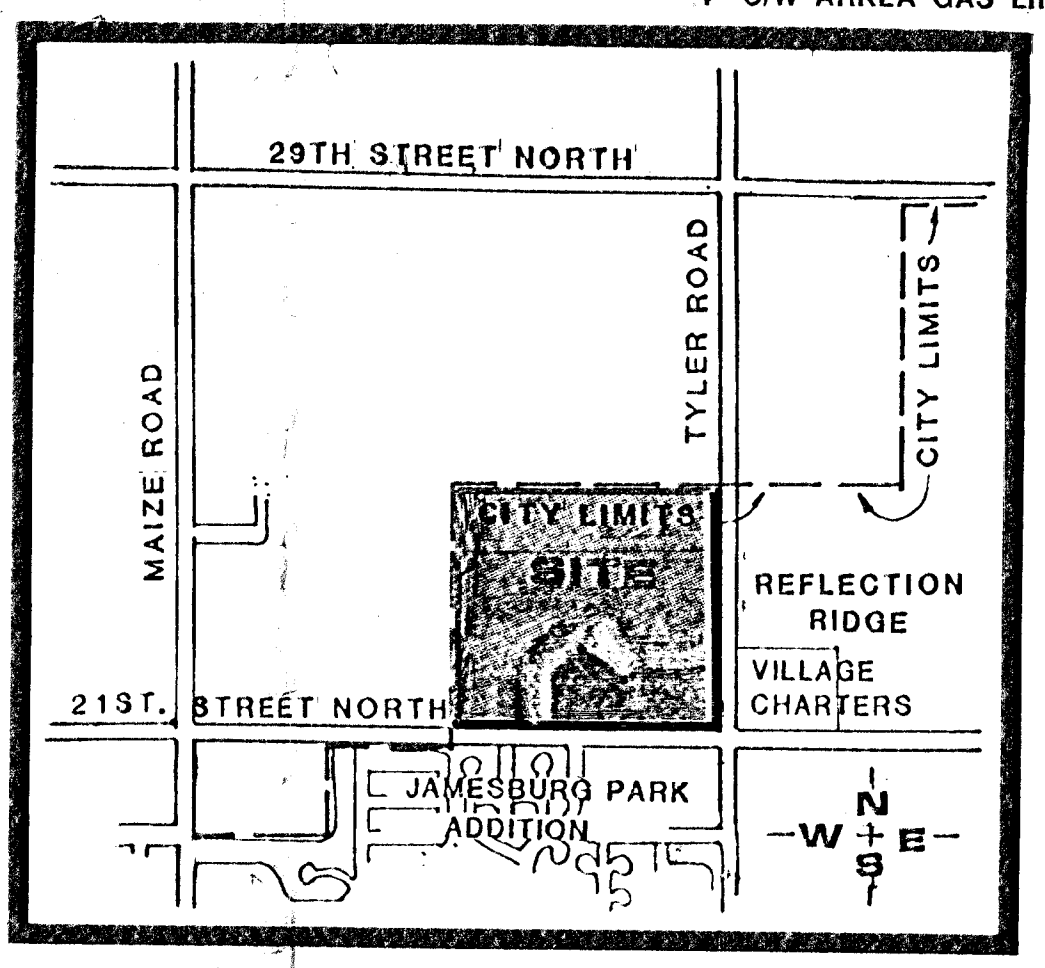 GAS
29TH STREET NORTH
TYLER ROAD
CITY LIMITS
MAIZE ROAD
CITY LIMITS
SITE
REFLECTION
RIDGE
VILLAGE
CHARTERS
21ST. STREET NORTH
JAMESBURG PARK
ADDITION
N
W E
S